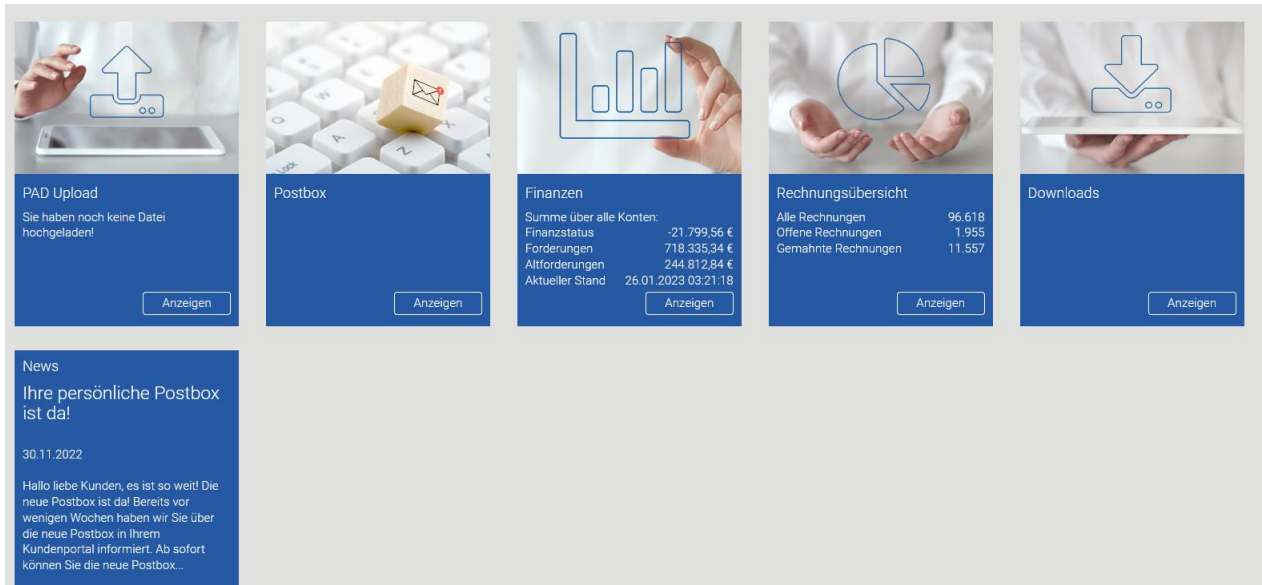 PAD Upload
Sie haben noch keine Datei
hochgeladen!
Anzeigen
Postbox
Anzeigen
Finanzen
Summe über alle Konten:
Finanzstatus -21.799,56 €
Forderungen 718.335,34 €
Altforderungen 244.812,84 €
Aktueller Stand 26.01.2023 03:21:18
Anzeigen
Rechnungsübersicht
Alle Rechnungen 96.618
Offene Rechnungen 1.955
Gemahnte Rechnungen 11.557
Anzeigen
Downloads
Anzeigen
News
Ihre persönliche Postbox
ist da!
30.11.2022
Hallo liebe Kunden, es ist so weit! Die
neue Postbox ist da! Bereits vor
wenigen Wochen haben wir Sie über
die neue Postbox in Ihrem
Kundenportal informiert. Ab sofort
können Sie die neue Postbox...